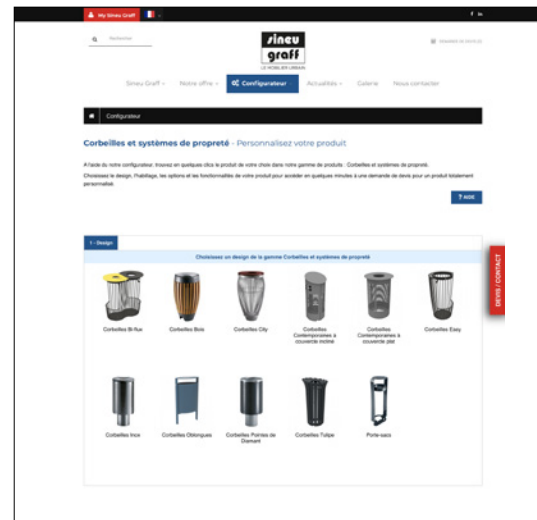 My Sineu Graff
f in
Rechercher
sineu
graff
LE MOBILIER URBAIN
DEMANDE DE DEVIS (0)
Sineu Graff
Notre offre
Configurateur
Actualités
Galerie
Nous contacter
Configurateur
Corbeilles et systèmes de propreté - Personnalisez votre produit
A l'aide du notre configurateur, trouvez en quelques clics le produit de votre choix dans notre gamme de produits : Corbeilles et systèmes de propreté.
Choisissez le design, l'habillage, les options et les fonctionnalités de votre produit pour accéder en quelques minutes à une demande de devis pour un produit totalement
personnalisé.
? AIDE
DEVIS / CONTACT
1 - Design
Choisissez un design de la gamme Corbeilles et systèmes de propreté
Corbeilles Bi-flux
Corbeilles Bois
Corbeilles City
Corbeilles
Contemporaines à
couvercle incliné
Corbeilles
Contemporaines à
couvercle plat
Corbeilles Easy
Corbeilles Inox
Corbeilles Oblongues
Corbeilles Pointes de
Diamant
Corbeilles Tulipe
Porte-sacs